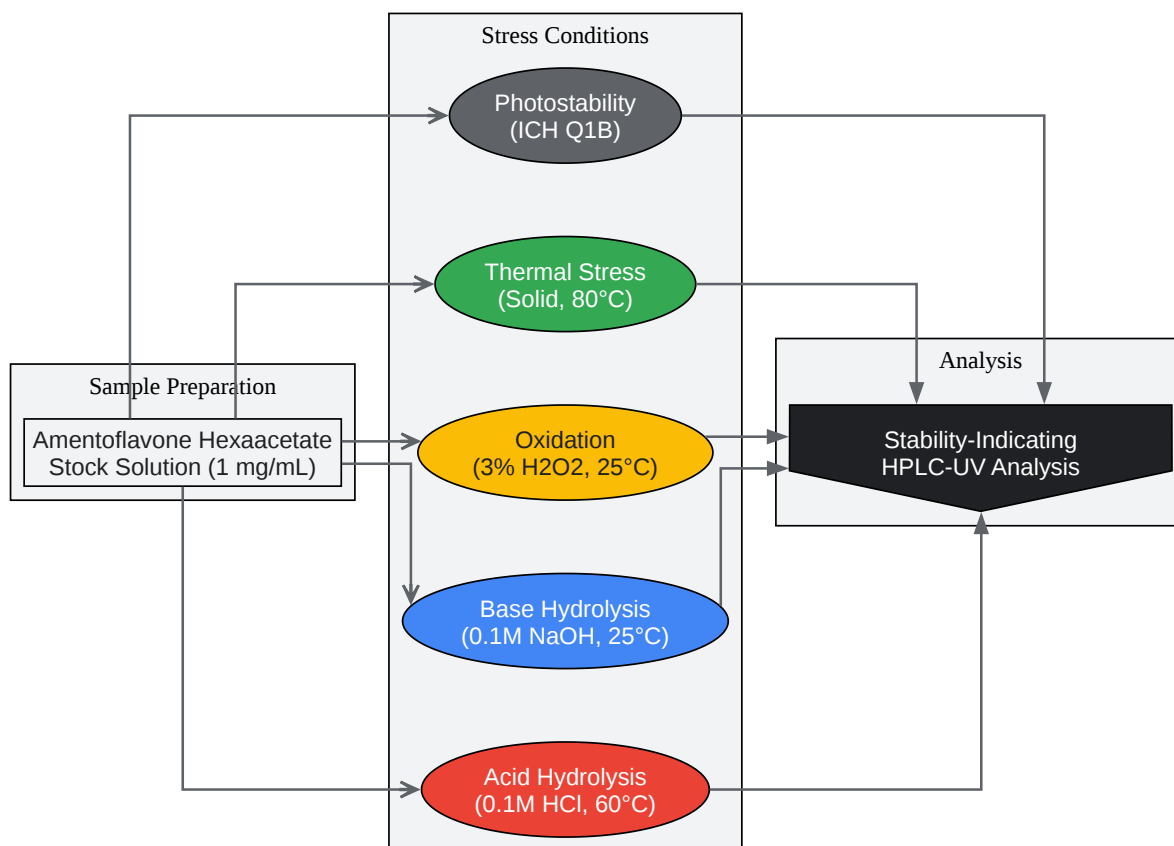 Stress Conditions
Photostability
(ICH Q1B)
Thermal Stress
(Solid, 80°C)
Sample Preparation
Amentoflavone Hexaacetate
Stock Solution (1 mg/mL)
Oxidation
(3% H2O2, 25°C)
Analysis
Stability-Indicating
HPLC-UV Analysis
Base Hydrolysis
(0.1M NaOH, 25°C)
Acid Hydrolysis
(0.1M HCl, 60°C)